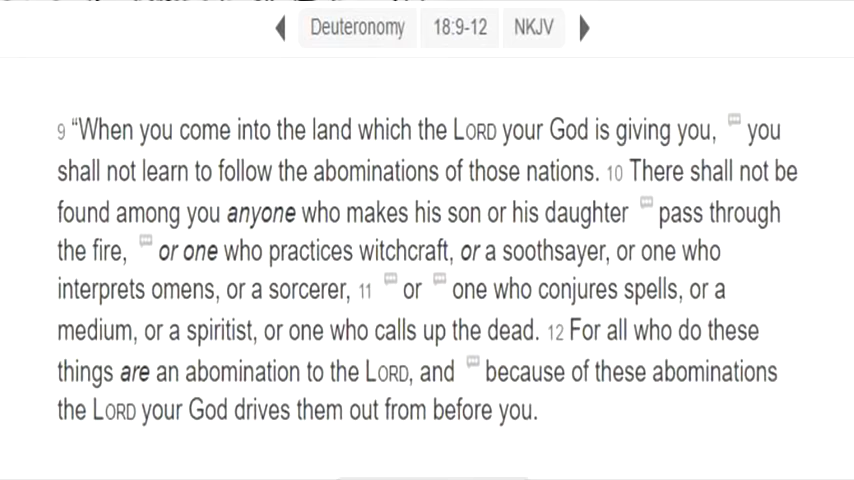 Deuteronomy 18:9-12 NKJV
9 “When you come into the land which the LORD your God is giving you, you
shall not learn to follow the abominations of those nations. 10 There shall not be
found among you anyone who makes his son or his daughter pass through
the fire, or one who practices witchcraft, or a soothsayer, or one who
interprets omens, or a sorcerer, 11 or one who conjures spells, or a
medium, or a spiritist, or one who calls up the dead. 12 For all who do these
things are an abomination to the LORD, and because of these abominations
the LORD your God drives them out from before you.